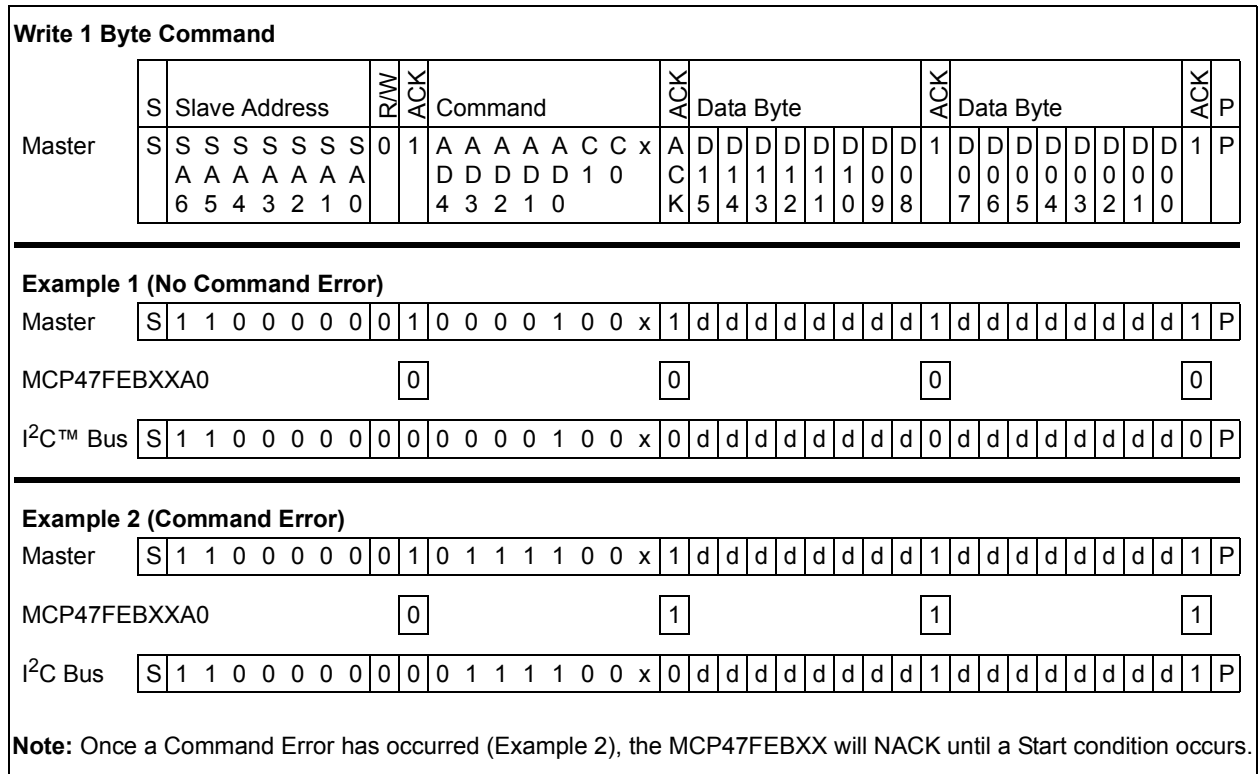 Write 1 Byte Command
S Slave Address R/W ACK Command ACK Data Byte ACK Data Byte ACK P
Master S S S S S S S S 0 1 A A A A A C C x A D D D D D D D D 1 D D D D D D D D 1 P
A A A A A A A D D D D D 1 0 C 1 1 1 1 1 1 0 0 0 0 0 0 0 0 0 0
6 5 4 3 2 1 0 4 3 2 1 0 K 5 4 3 2 1 0 9 8 7 6 5 4 3 2 1 0
Example 1 (No Command Error)
Master S 1 1 0 0 0 0 0 0 1 0 0 0 0 1 0 0 x 1 d d d d d d d d 1 d d d d d d d d 1 P
MCP47FEBXXA0 0 0 0 0
I²C™ Bus S 1 1 0 0 0 0 0 0 0 0 0 0 0 1 0 0 x 0 d d d d d d d d 0 d d d d d d d d 0 P
Example 2 (Command Error)
Master S 1 1 0 0 0 0 0 0 1 0 1 1 1 1 0 0 x 1 d d d d d d d d 1 d d d d d d d d 1 P
MCP47FEBXXA0 0 1 1 1
I²C Bus S 1 1 0 0 0 0 0 0 0 0 1 1 1 1 0 0 x 0 d d d d d d d d 1 d d d d d d d d 1 P
Note: Once a Command Error has occurred (Example 2), the MCP47FEBXX will NACK until a Start condition occurs.